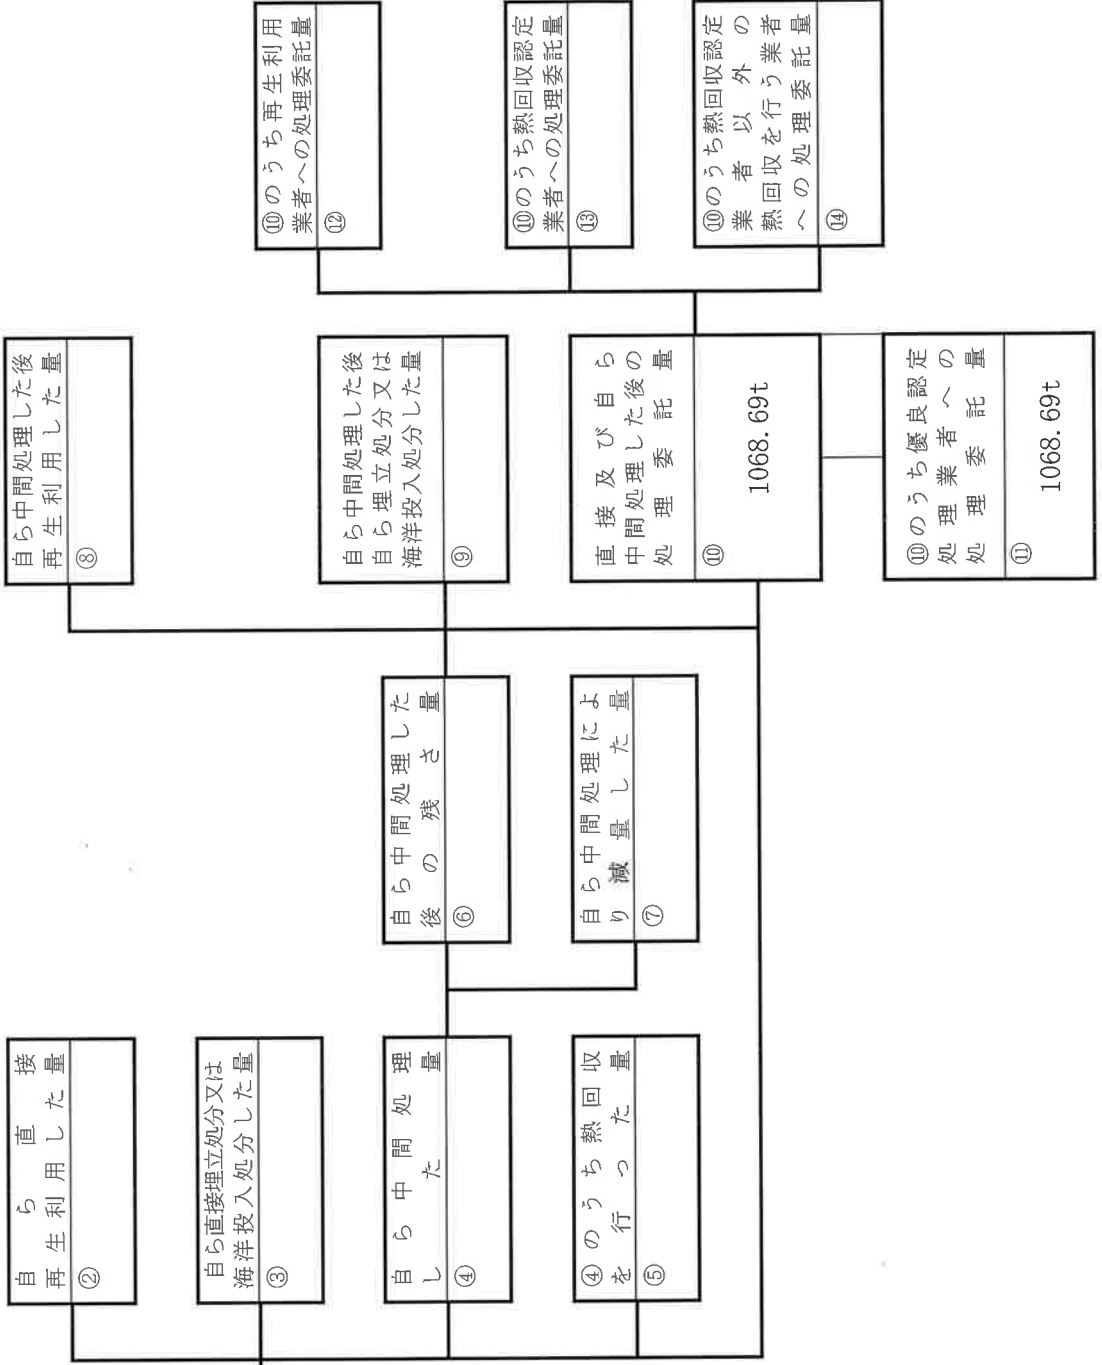 自ら直接
再生利用した量
②
自ら直接埋立処分又は
海洋投入処分した量
③
自ら中間処理
した量
④
④のうち熱回収
を行った量
⑤
自ら中間処理した
後の残さ量
⑥
自ら中間処理によ
り減量した量
⑦
自ら中間処理した後
再生利用した量
⑧
自ら中間処理した後
自ら埋立処分又は
海洋投入処分した量
⑨
直接及び自ら
中間処理した後の
処理委託量
⑩
1068.69t
⑩のうち優良認定
処理業者への
処理委託量
⑪
1068.69t
⑩のうち再生利用
業者への処理委託量
⑫
⑩のうち熱回収認定
業者への処理委託量
⑬
⑩のうち熱回収認定
業者以外の
熱回収を行う業者
への処理委託量
⑭